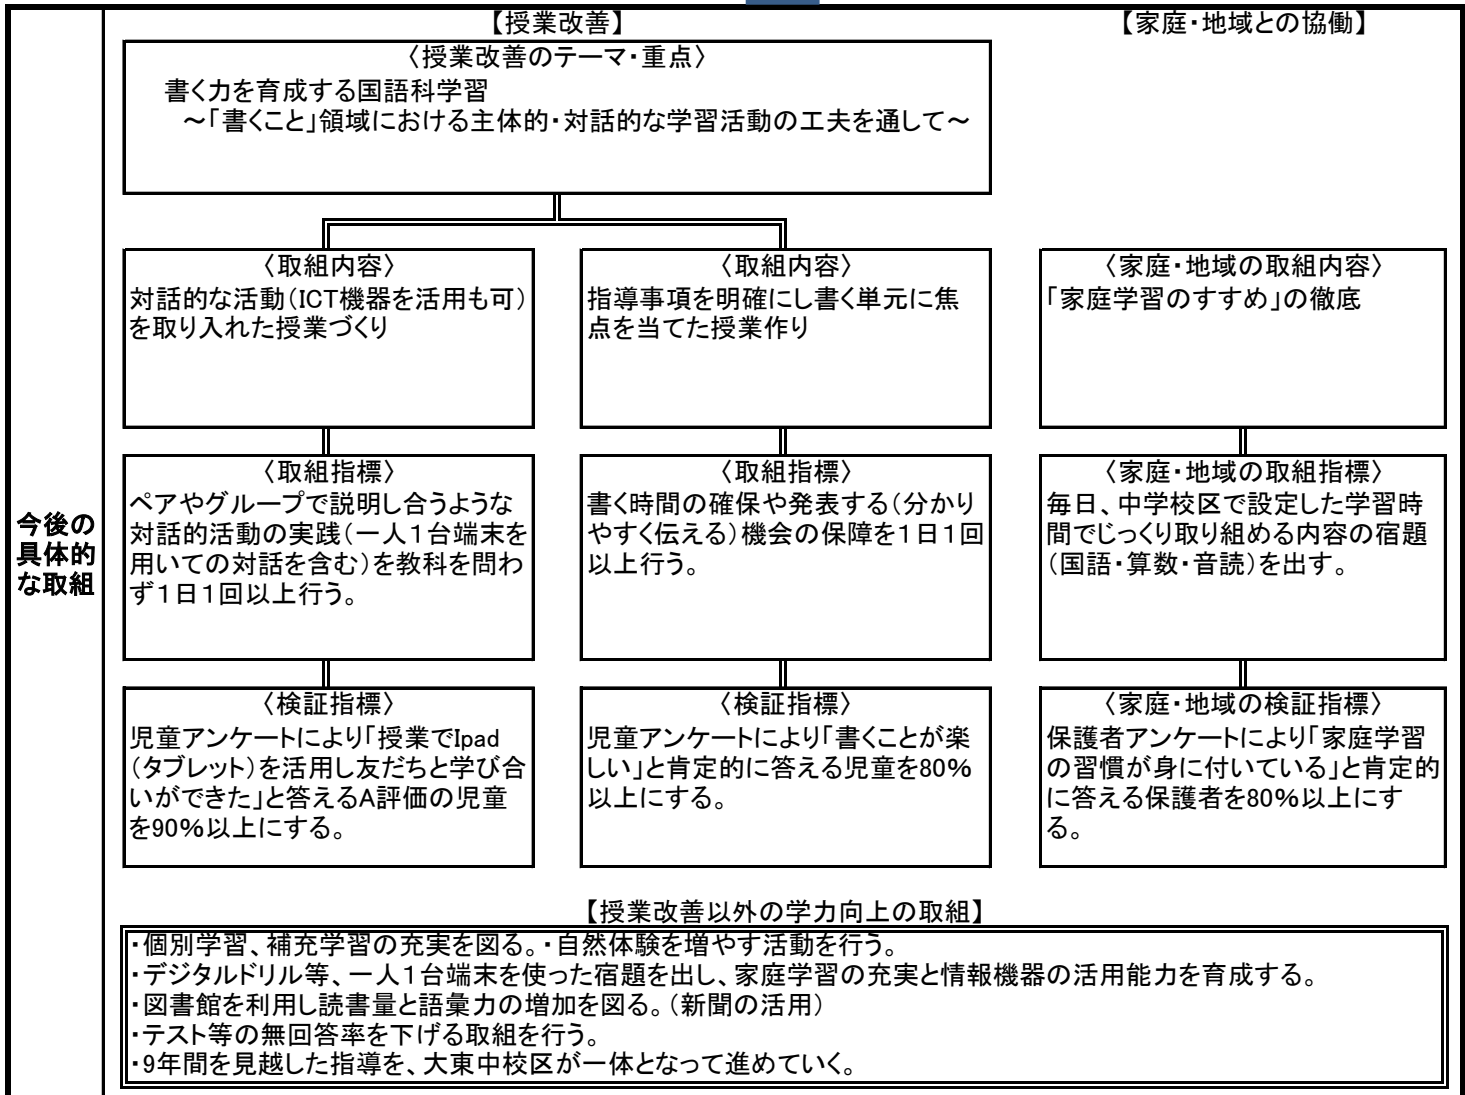 【授業改善】
【家庭・地域との協働】
〈授業改善のテーマ・重点〉
書く力を育成する国語科学習
～「書くこと」領域における主体的・対話的な学習活動の工夫を通して～
今後の
具体的
な取組
〈取組内容〉
対話的な活動（ICT機器を活用も可）
を取り入れた授業づくり
〈取組内容〉
指導事項を明確にし書く単元に焦
点を当てた授業作り
〈家庭・地域の取組内容〉
「家庭学習のすすめ」の徹底
〈取組指標〉
ペアやグループで説明し合うような
対話的活動の実践（一人１台端末を
用いての対話を含む）を教科を問わ
ず１日１回以上行う。
〈取組指標〉
書く時間の確保や発表する（分かり
やすく伝える）機会の保障を１日１回
以上行う。
〈家庭・地域の取組指標〉
毎日、中学校区で設定した学習時
間でじっくり取り組める内容の宿題
（国語・算数・音読）を出す。
〈検証指標〉
児童アンケートにより「授業でIpad
（タブレット）を活用し友だちと学び合
いができた」と答えるA評価の児童
を90%以上にする。
〈検証指標〉
児童アンケートにより「書くことが楽
しい」と肯定的に答える児童を80%
以上にする。
〈家庭・地域の検証指標〉
保護者アンケートにより「家庭学習
の習慣が身に付いている」と肯定的
に答える保護者を80%以上にす
る。
【授業改善以外の学力向上の取組】
・個別学習、補充学習の充実を図る。・自然体験を増やす活動を行う。
・デジタルドリル等、一人１台端末を使った宿題を出し、家庭学習の充実と情報機器の活用能力を育成する。
・図書館を利用し読書量と語彙力の増加を図る。（新聞の活用）
・テスト等の無回答率を下げる取組を行う。
・9年間を見越した指導を、大東中校区が一体となって進めていく。